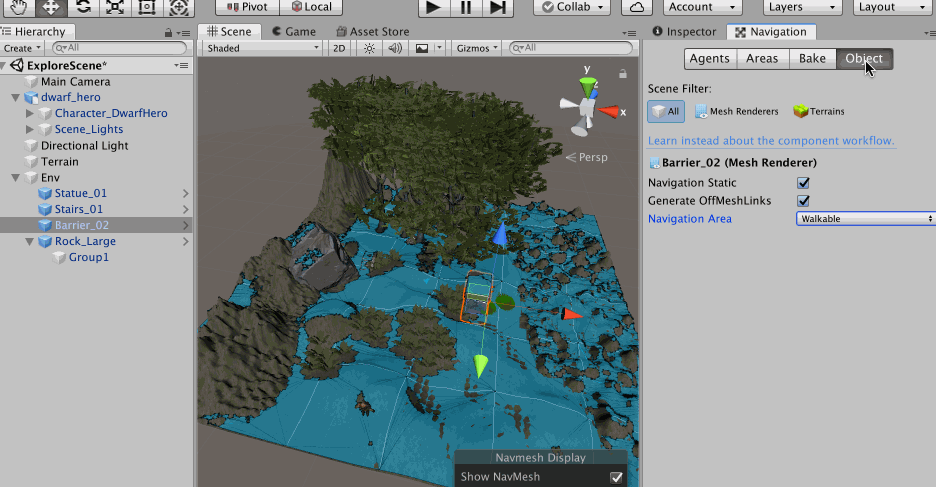 Pivot Local Collab Account Layers Layout
Hierarchy Scene Game Asset Store Inspector Navigation
Create All Shaded 2D Gizmos All
Agents Areas Bake Object
ExploreScene*
Main Camera
dwarf_hero
Character_DwarfHero
Scene_Lights
Directional Light
Terrain
Env
Statue_01
Stairs_01
Barrier_02
Rock_Large
Group1
y
z
x
Persp
Navmesh Display
Show NavMesh
Scene Filter:
All Mesh Renderers Terrains
Learn instead about the component workflow.
Barrier_02 (Mesh Renderer)
Navigation Static
Generate OffMeshLinks
Navigation Area Walkable